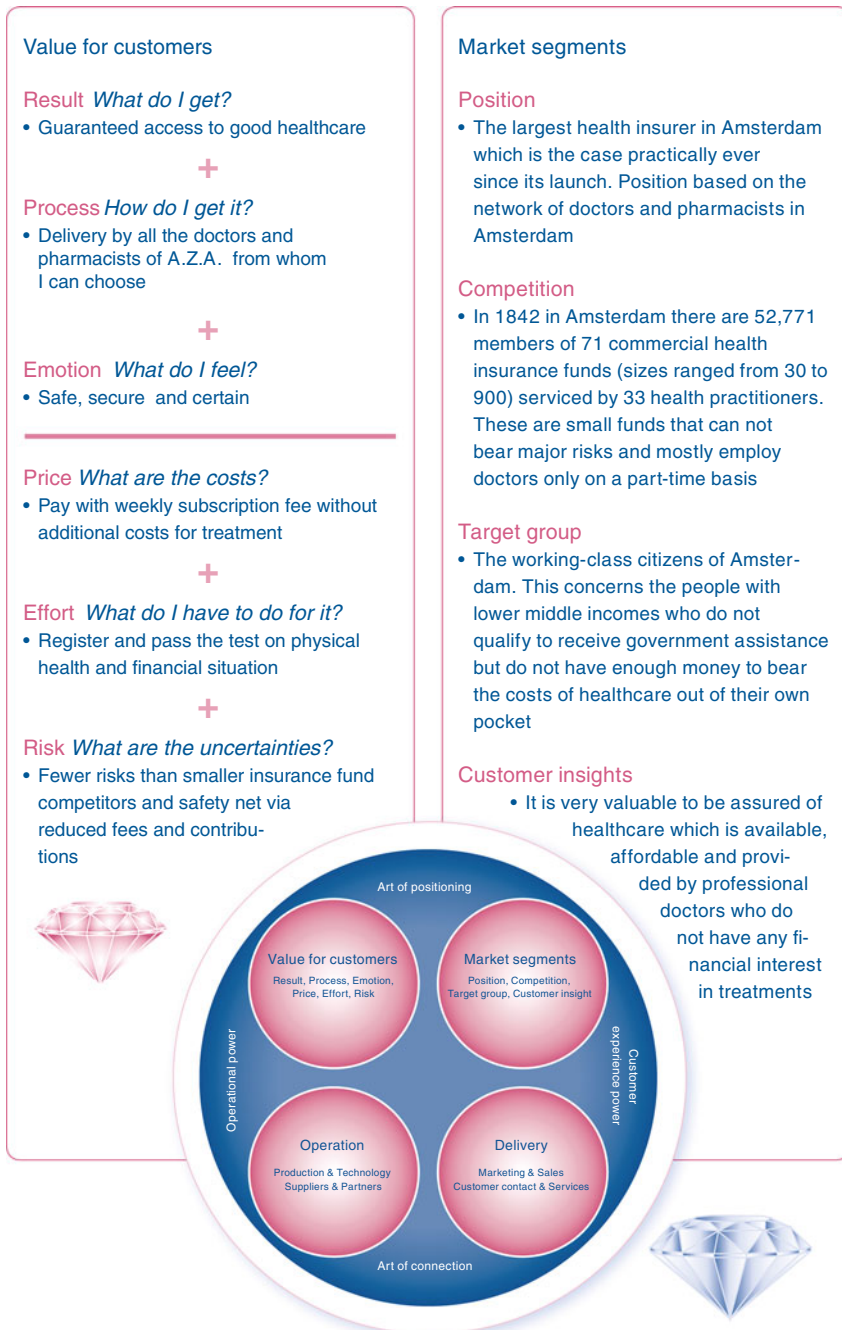 Value for customers
Result What do I get?
• Guaranteed access to good healthcare
+
Process How do I get it?
• Delivery by all the doctors and
pharmacists of A.Z.A. from whom
I can choose
+
Emotion What do I feel?
• Safe, secure and certain
Price What are the costs?
• Pay with weekly subscription fee without
additional costs for treatment
+
Effort What do I have to do for it?
• Register and pass the test on physical
health and financial situation
+
Risk What are the uncertainties?
• Fewer risks than smaller insurance fund
competitors and safety net via
reduced fees and contribu-
tions
Market segments
Position
• The largest health insurer in Amsterdam
which is the case practically ever
since its launch. Position based on the
network of doctors and pharmacists in
Amsterdam
Competition
• In 1842 in Amsterdam there are 52,771
members of 71 commercial health
insurance funds (sizes ranged from 30 to
900) serviced by 33 health practitioners.
These are small funds that can not
bear major risks and mostly employ
doctors only on a part-time basis
Target group
• The working-class citizens of Amster-
dam. This concerns the people with
lower middle incomes who do not
qualify to receive government assistance
but do not have enough money to bear
the costs of healthcare out of their own
pocket
Customer insights
• It is very valuable to be assured of
healthcare which is available,
affordable and provi-
ded by professional
doctors who do
not have any fi-
nancial interest
in treatments
Art of positioning
Value for customers
Result, Process, Emotion,
Price, Effort, Risk
Market segments
Position, Competition,
Target group, Customer insight
Operational power
Customer
experience power
Operation
Production & Technology
Suppliers & Partners
Delivery
Marketing & Sales
Customer contact & Services
Art of connection